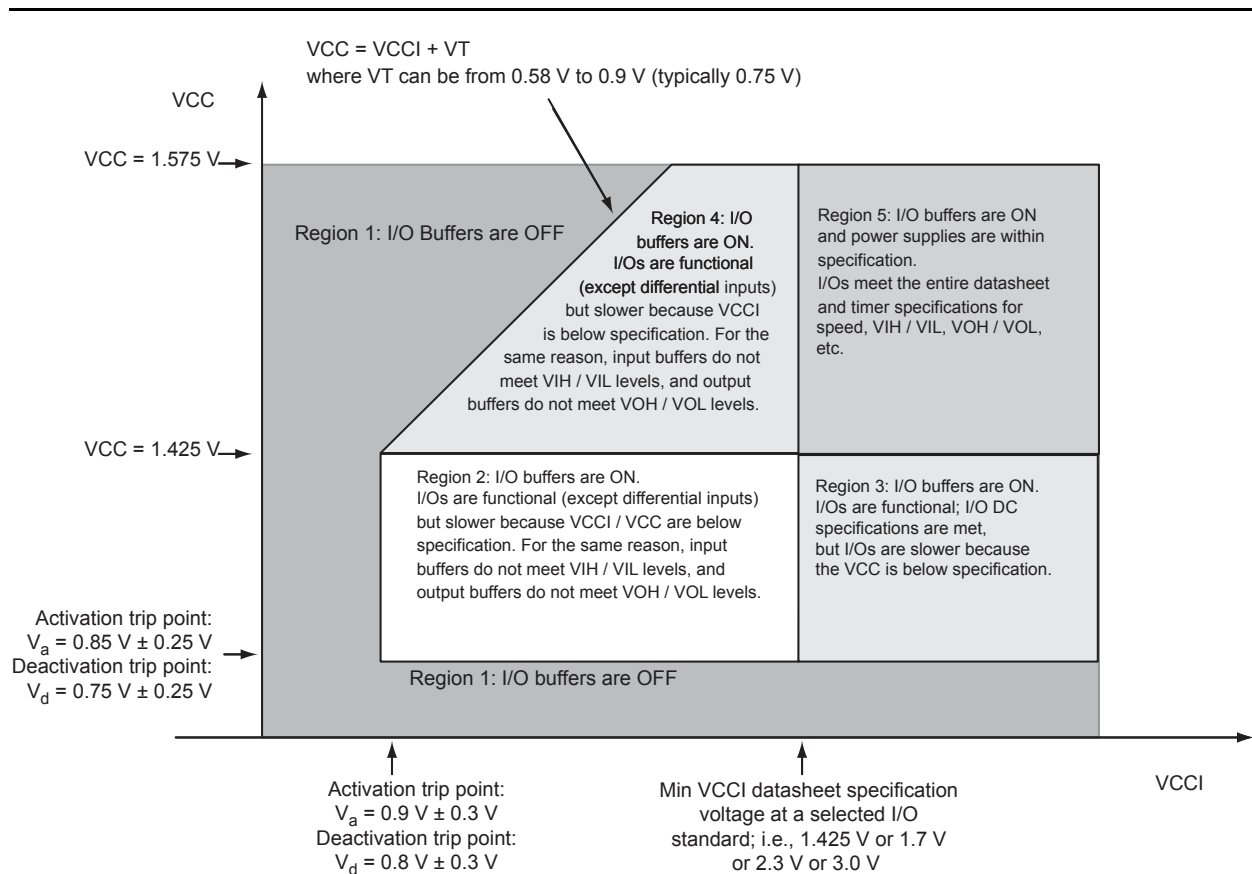 VCC = VCCI + VT
where VT can be from 0.58 V to 0.9 V (typically 0.75 V)
VCC
VCC = 1.575 V
Region 1: I/O Buffers are OFF
Region 4: I/O
buffers are ON.
I/Os are functional
(except differential inputs)
but slower because VCCI
is below specification. For the
same reason, input buffers do not
meet VIH / VIL levels, and output
buffers do not meet VOH / VOL levels.
Region 5: I/O buffers are ON
and power supplies are within
specification.
I/Os meet the entire datasheet
and timer specifications for
speed, VIH / VIL, VOH / VOL,
etc.
VCC = 1.425 V
Region 2: I/O buffers are ON.
I/Os are functional (except differential inputs)
but slower because VCCI / VCC are below
specification. For the same reason, input
buffers do not meet VIH / VIL levels, and
output buffers do not meet VOH / VOL levels.
Region 3: I/O buffers are ON.
I/Os are functional; I/O DC
specifications are met,
but I/Os are slower because
the VCC is below specification.
Activation trip point:
Va = 0.85 V ± 0.25 V
Deactivation trip point:
Vd = 0.75 V ± 0.25 V
Region 1: I/O buffers are OFF
VCCI
Activation trip point:
Va = 0.9 V ± 0.3 V
Deactivation trip point:
Vd = 0.8 V ± 0.3 V
Min VCCI datasheet specification
voltage at a selected I/O
standard; i.e., 1.425 V or 1.7 V
or 2.3 V or 3.0 V